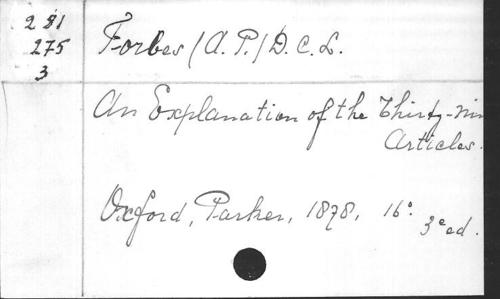 281
275
3
Forbes (A. P.) D. C. L.
An Explanation of the Thirty-Nin
Articles.
Oxford, Parker, 1878, 16°. 3e ed.